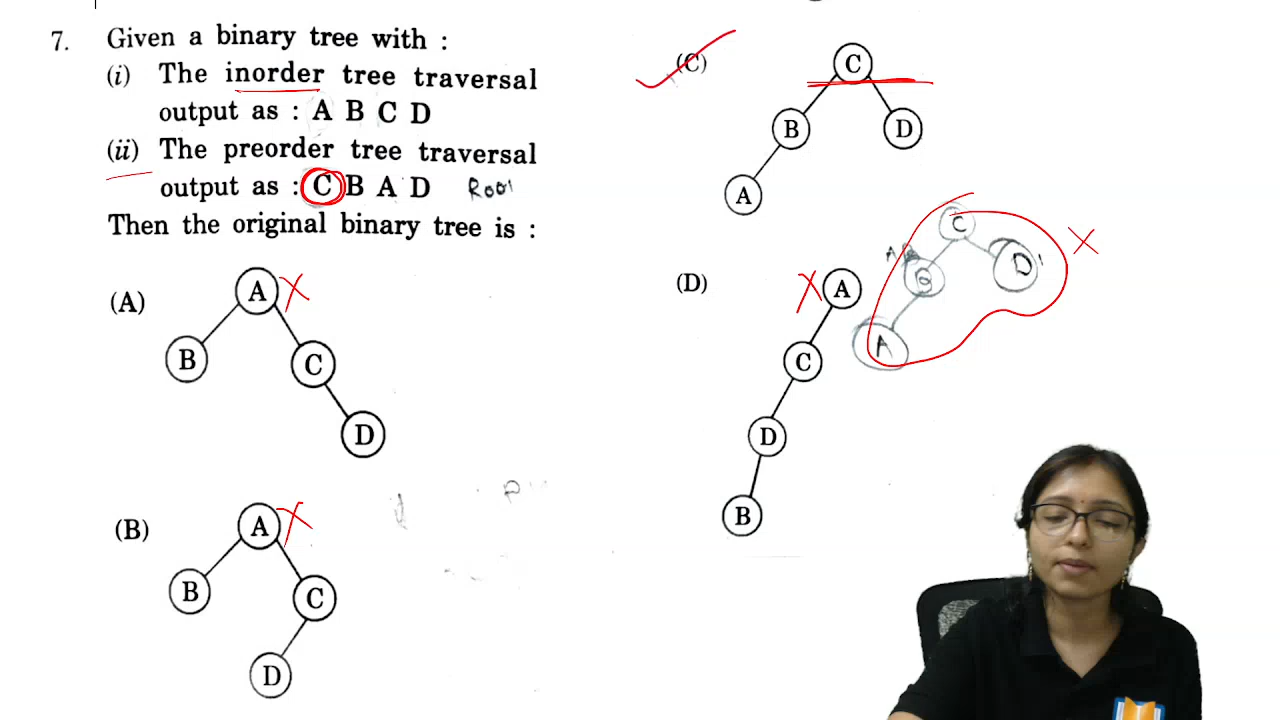 7. Given a binary tree with :
(i) The inorder tree traversal
output as : A B C D
(ii) The preorder tree traversal
output as : C B A D Root
Then the original binary tree is :
(A)
A
B
C
D
(B)
A
B
C
D
(C)
C
B
D
A
(D)
A
C
D
B
C
B
D
A